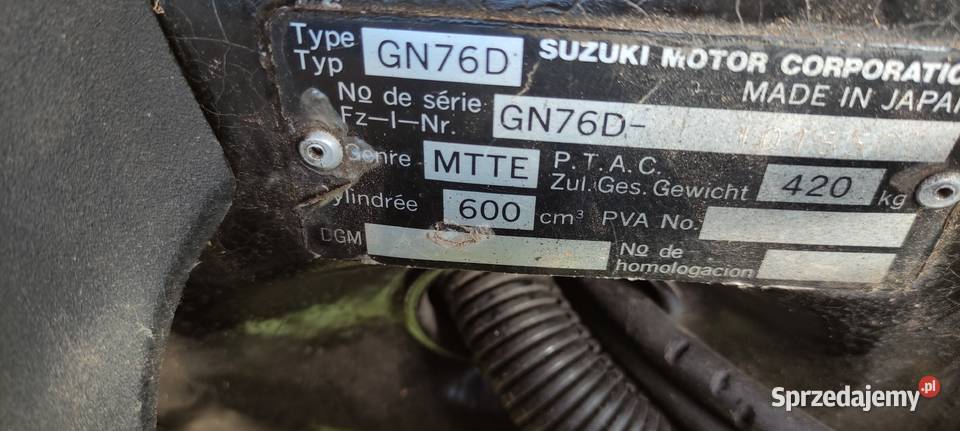 Type
Typ
GN76D
SUZUKI MOTOR CORPORATIO
MADE IN JAPAN
Nº de série
Fz-I-Nr.
GN76D-
Genre
MTTE
P.T.A.C.
Zul. Ges. Gewicht
420
kg
Cylindrée
600
cm³
PVA No.
DGM
Nº de
homologacion
Sprzedajemy.pl